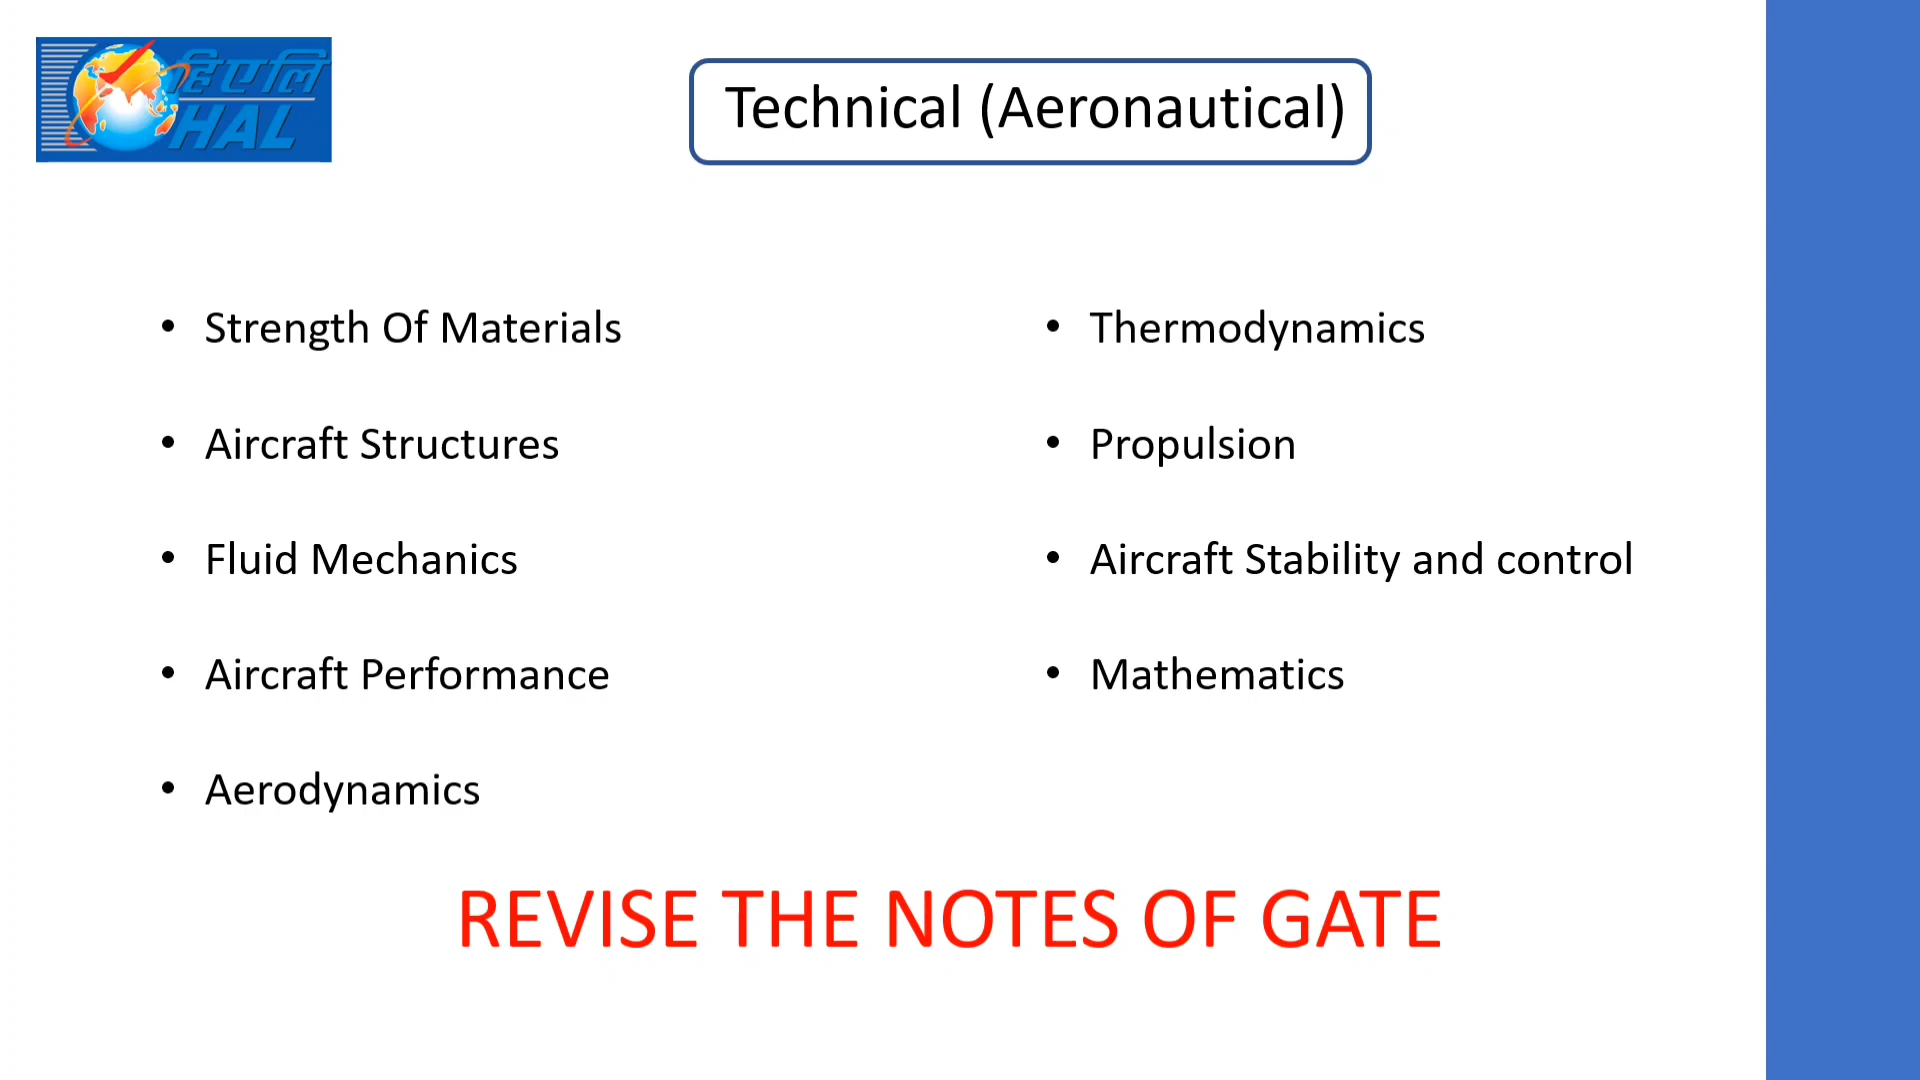 हिएलि
HAL
Technical (Aeronautical)
• Strength Of Materials
• Aircraft Structures
• Fluid Mechanics
• Aircraft Performance
• Aerodynamics
• Thermodynamics
• Propulsion
• Aircraft Stability and control
• Mathematics
REVISE THE NOTES OF GATE